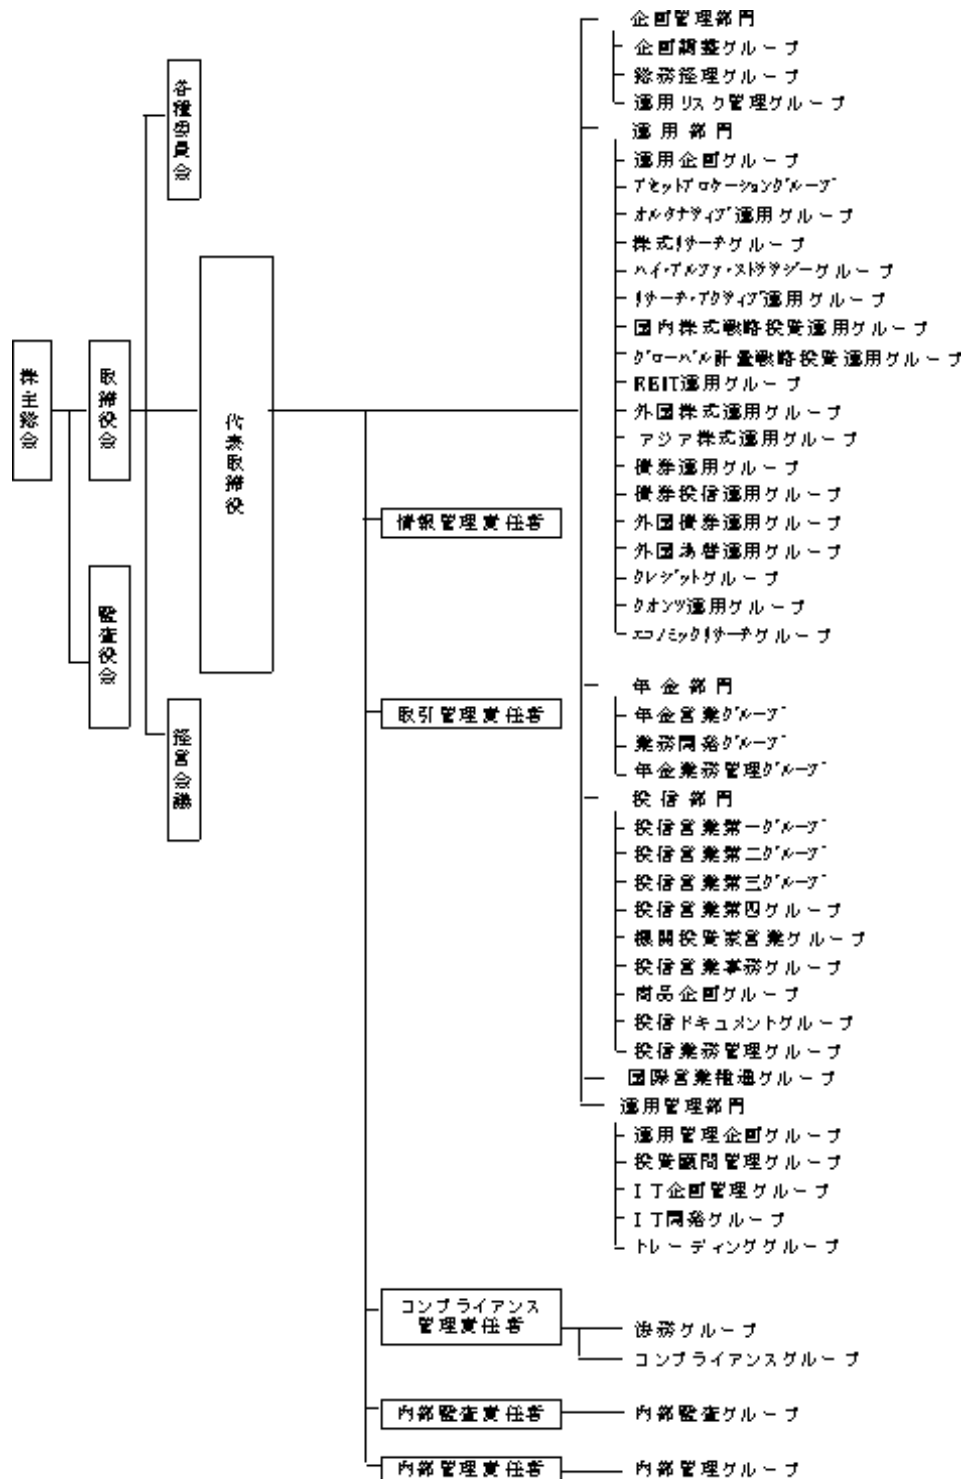 株主総会
取締役会
監査役会
各種委員会
代表取締役
経営会議
情報管理責任者
取引管理責任者
コンプライアンス
管理責任者
内部監査責任者
内部管理責任者
企画管理部門
企画調整グループ
総務経理グループ
運用リスク管理グループ
運用部門
運用企画グループ
アセットアロケーショングループ
オルタナティブ運用グループ
株式リサーチグループ
ハイ・アルファ・ストラテジーグループ
リサーチ・アクティブ運用グループ
国内株式戦略投資運用グループ
グローバル計量戦略投資運用グループ
REIT運用グループ
外国株式運用グループ
アジア株式運用グループ
債券運用グループ
債券投信運用グループ
外国債券運用グループ
外国為替運用グループ
クレジットグループ
クオンツ運用グループ
エコノミックリサーチグループ
年金部門
年金営業グループ
業務開発グループ
年金業務管理グループ
投信部門
投信営業第一グループ
投信営業第二グループ
投信営業第三グループ
投信営業第四グループ
機関投資家営業グループ
投信営業事務グループ
商品企画グループ
投信ドキュメントグループ
投信業務管理グループ
国際営業推進グループ
運用管理部門
運用管理企画グループ
投資顧問管理グループ
IT企画管理グループ
IT開発グループ
トレーディンググループ
渉務グループ
コンプライアンスグループ
内部監査グループ
内部管理グループ